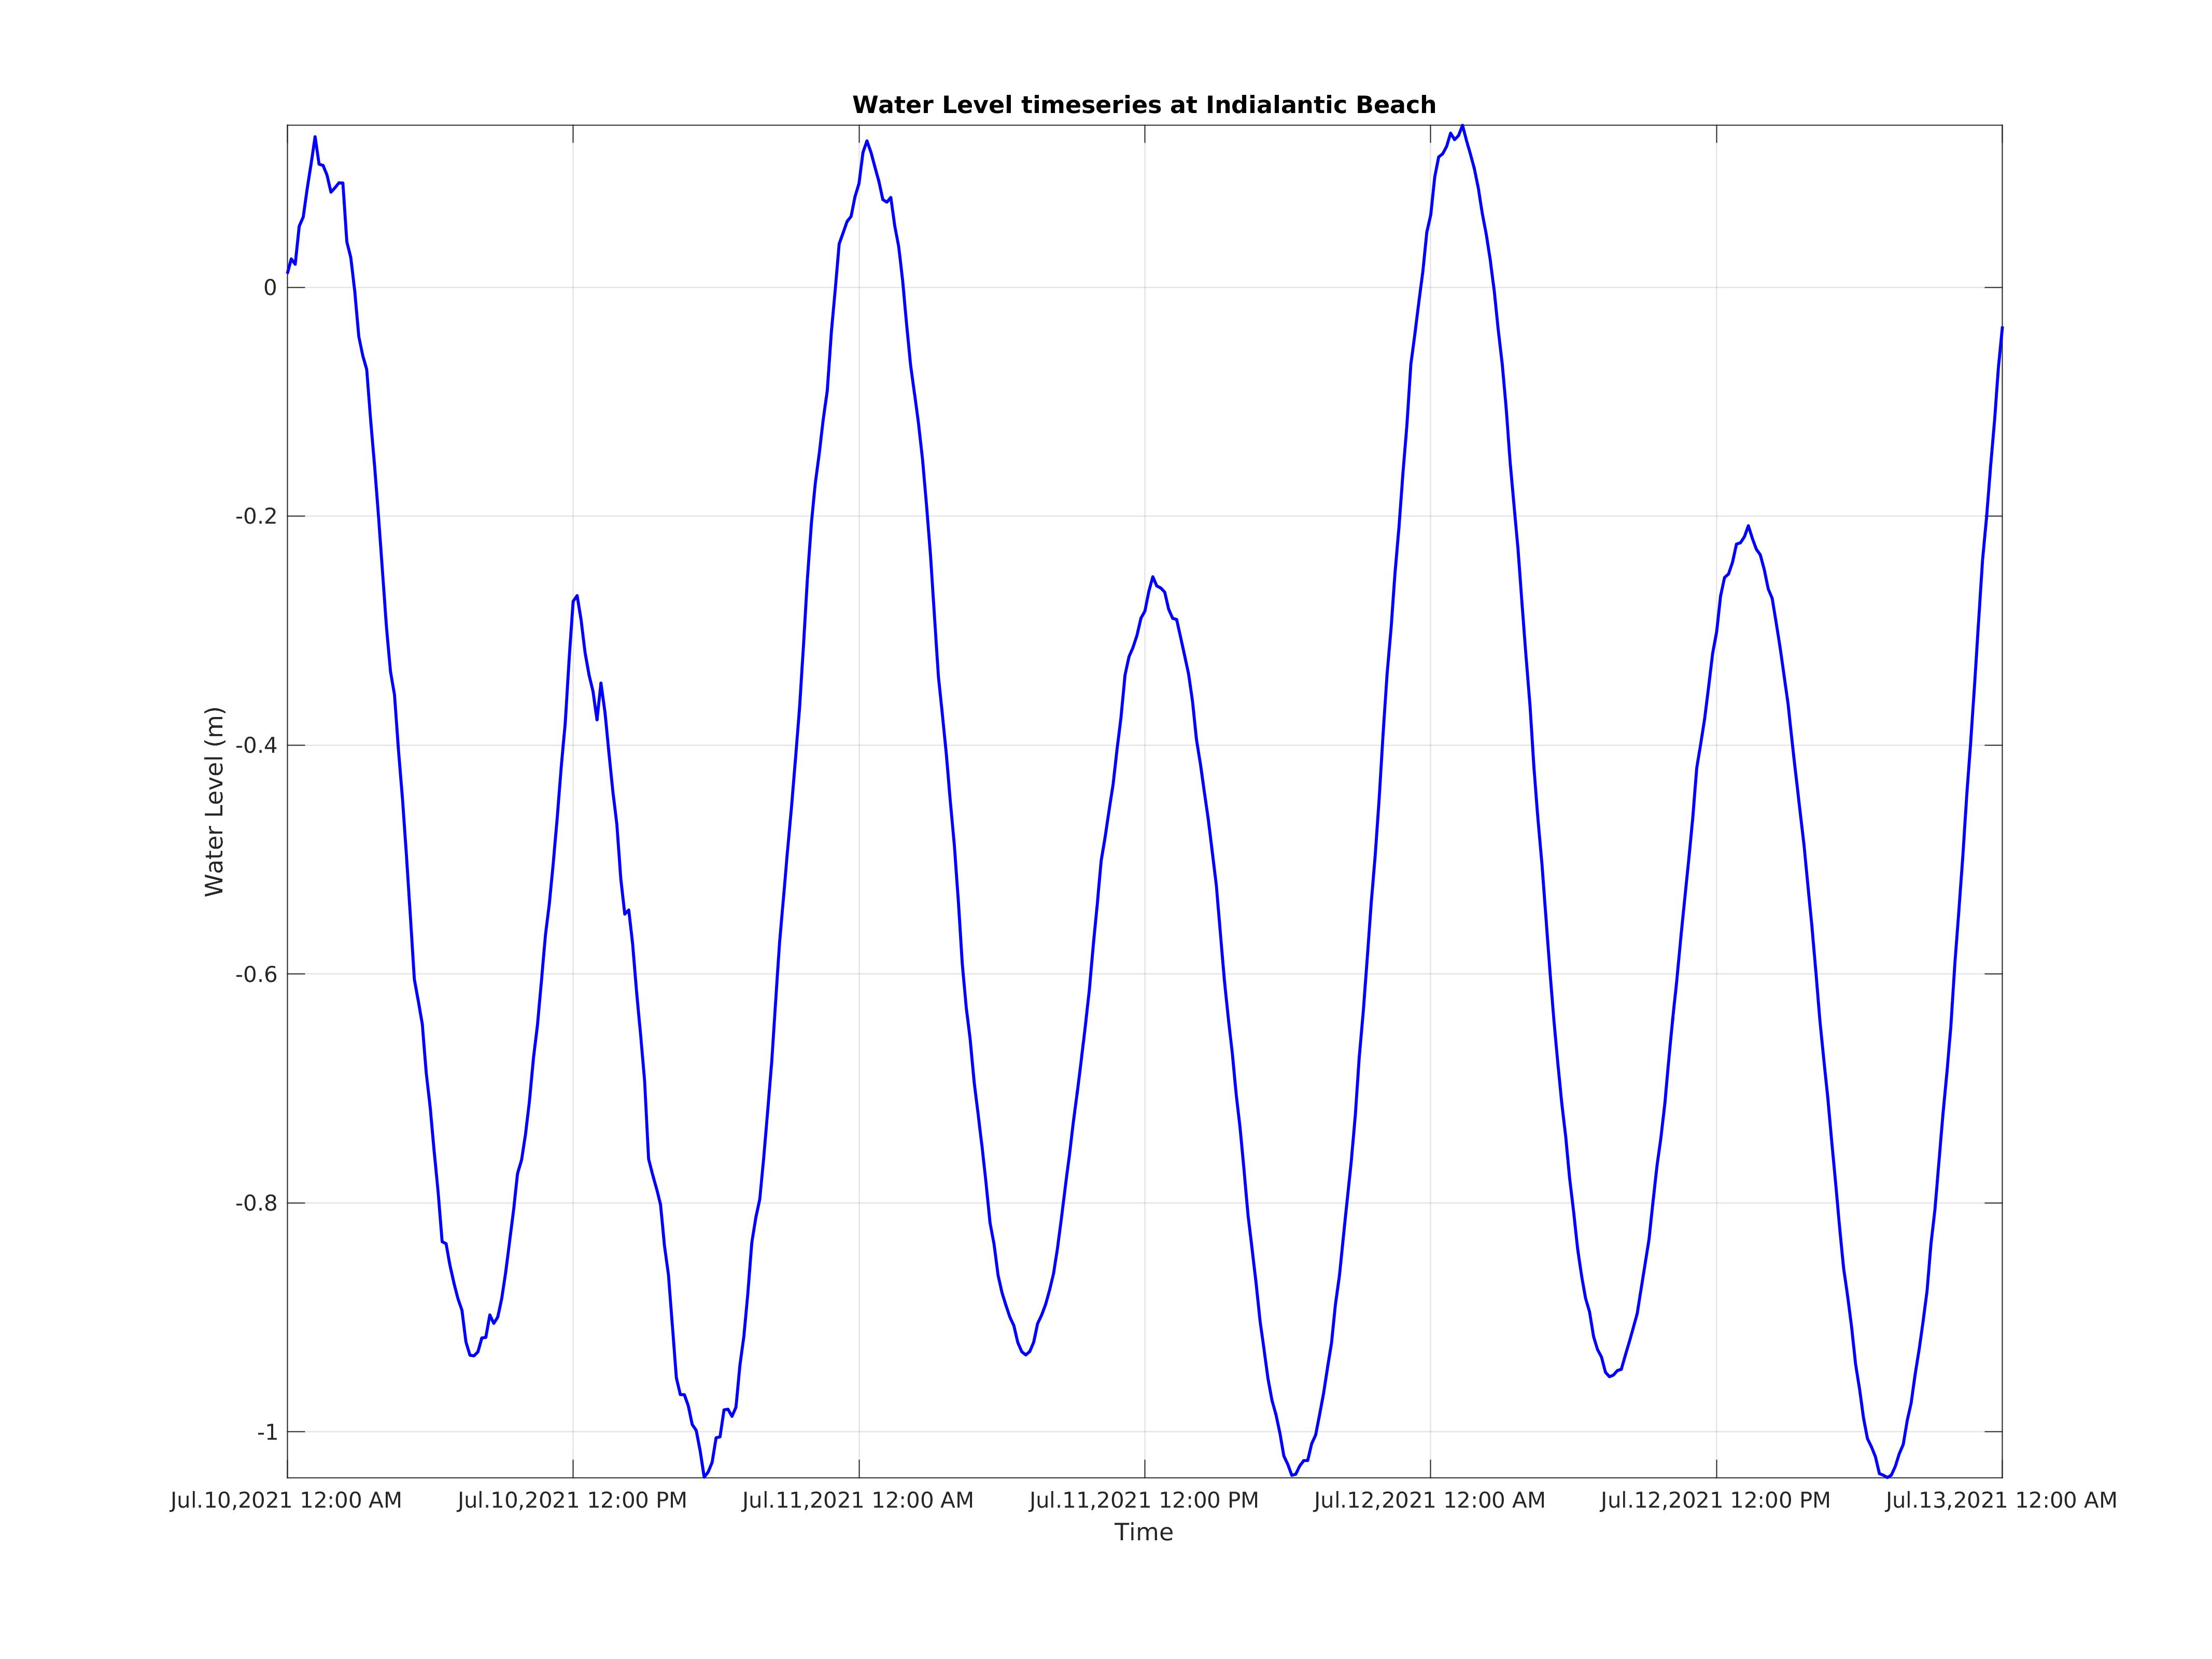 Water Level timeseries at Indialantic Beach
0
-0.2
-0.4
-0.6
-0.8
-1
Water Level (m)
Jul.10,2021 12:00 AM
Jul.10,2021 12:00 PM
Jul.11,2021 12:00 AM
Jul.11,2021 12:00 PM
Jul.12,2021 12:00 AM
Jul.12,2021 12:00 PM
Jul.13,2021 12:00 AM
Time